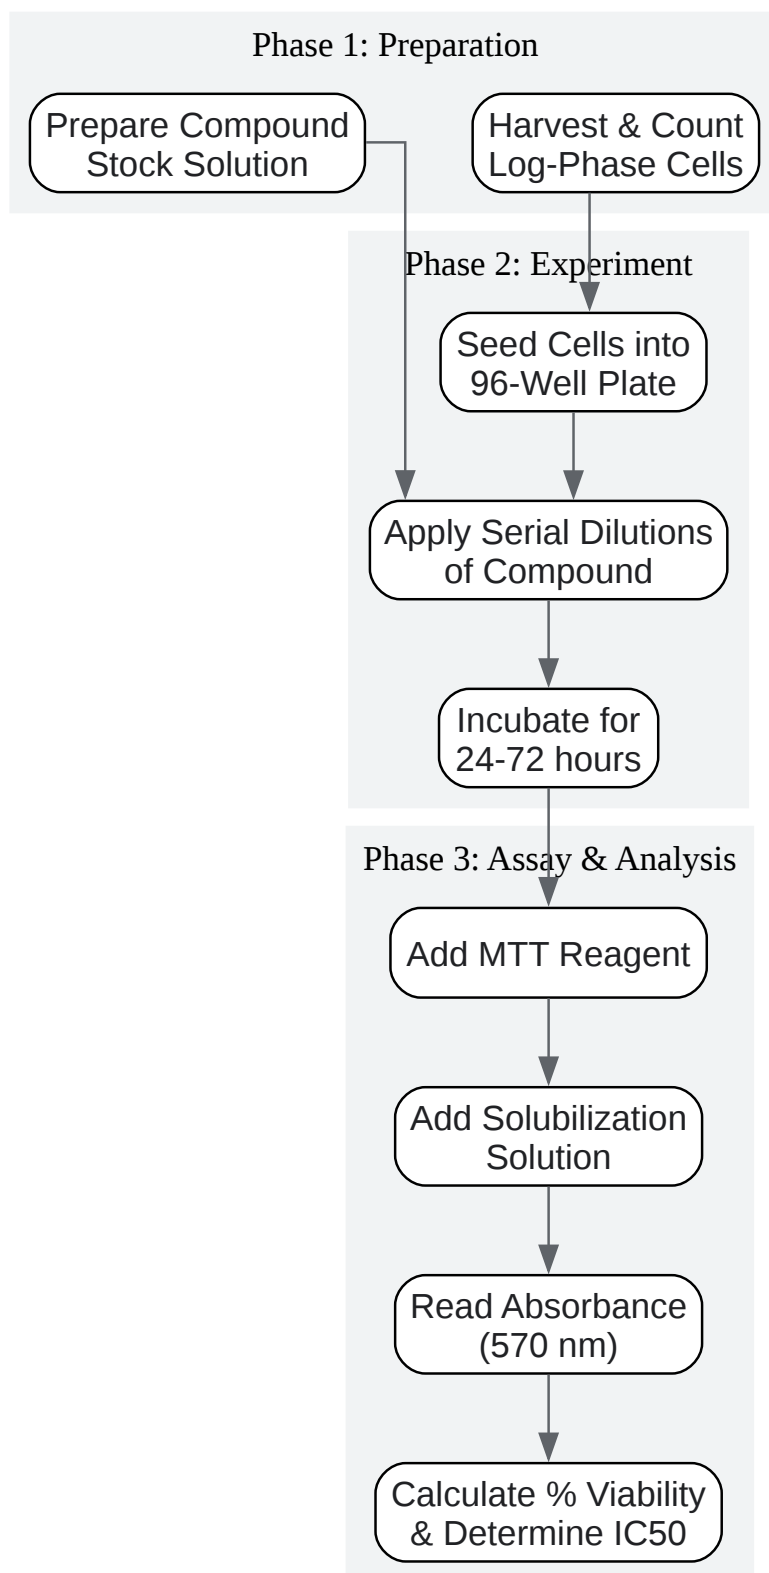 Phase 1: Preparation
Prepare Compound
Stock Solution
Harvest & Count
Log-Phase Cells
Phase 2: Experiment
Seed Cells into
96-Well Plate
Apply Serial Dilutions
of Compound
Incubate for
24-72 hours
Phase 3: Assay & Analysis
Add MTT Reagent
Add Solubilization
Solution
Read Absorbance
(570 nm)
Calculate % Viability
& Determine IC50